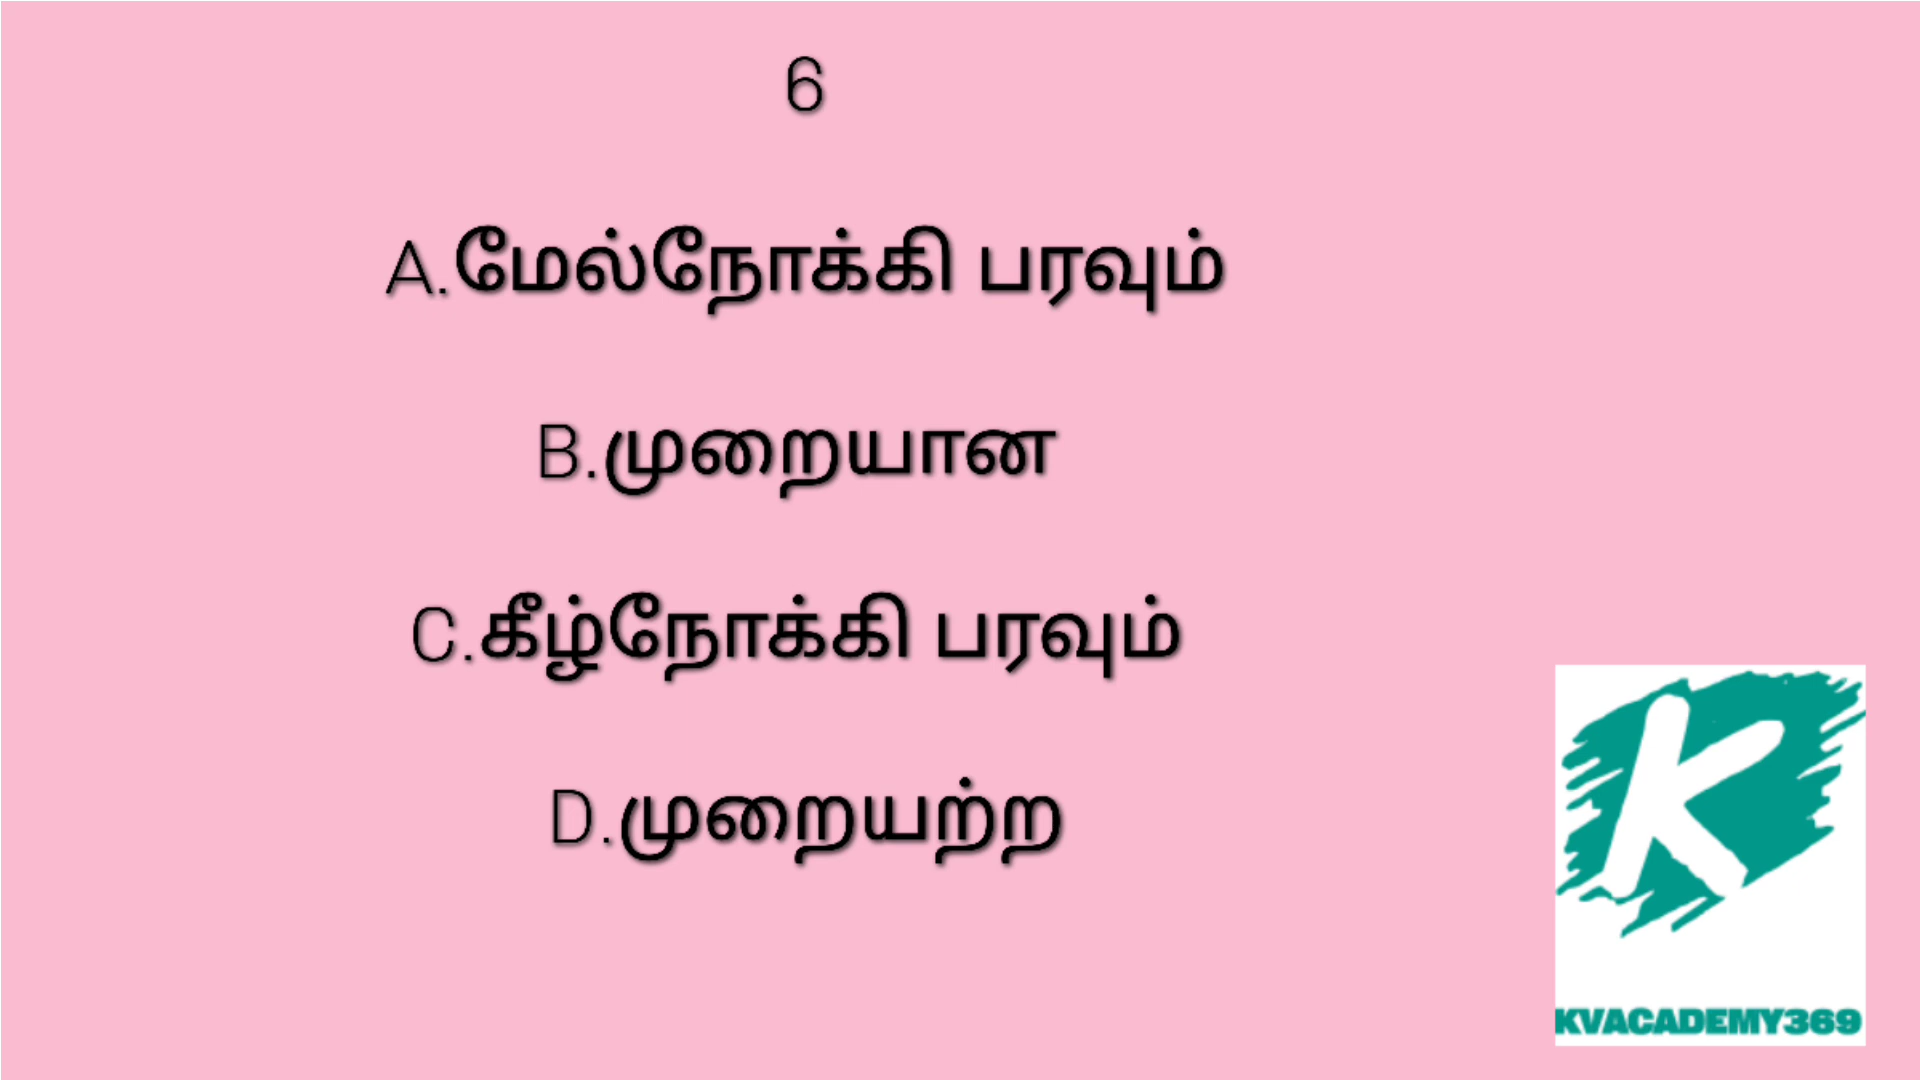 6
A.மேல்நோக்கி பரவும்
B.முறையான
C.கீழ்நோக்கி பரவும்
D.முறையற்ற
K
KVACADEMY369